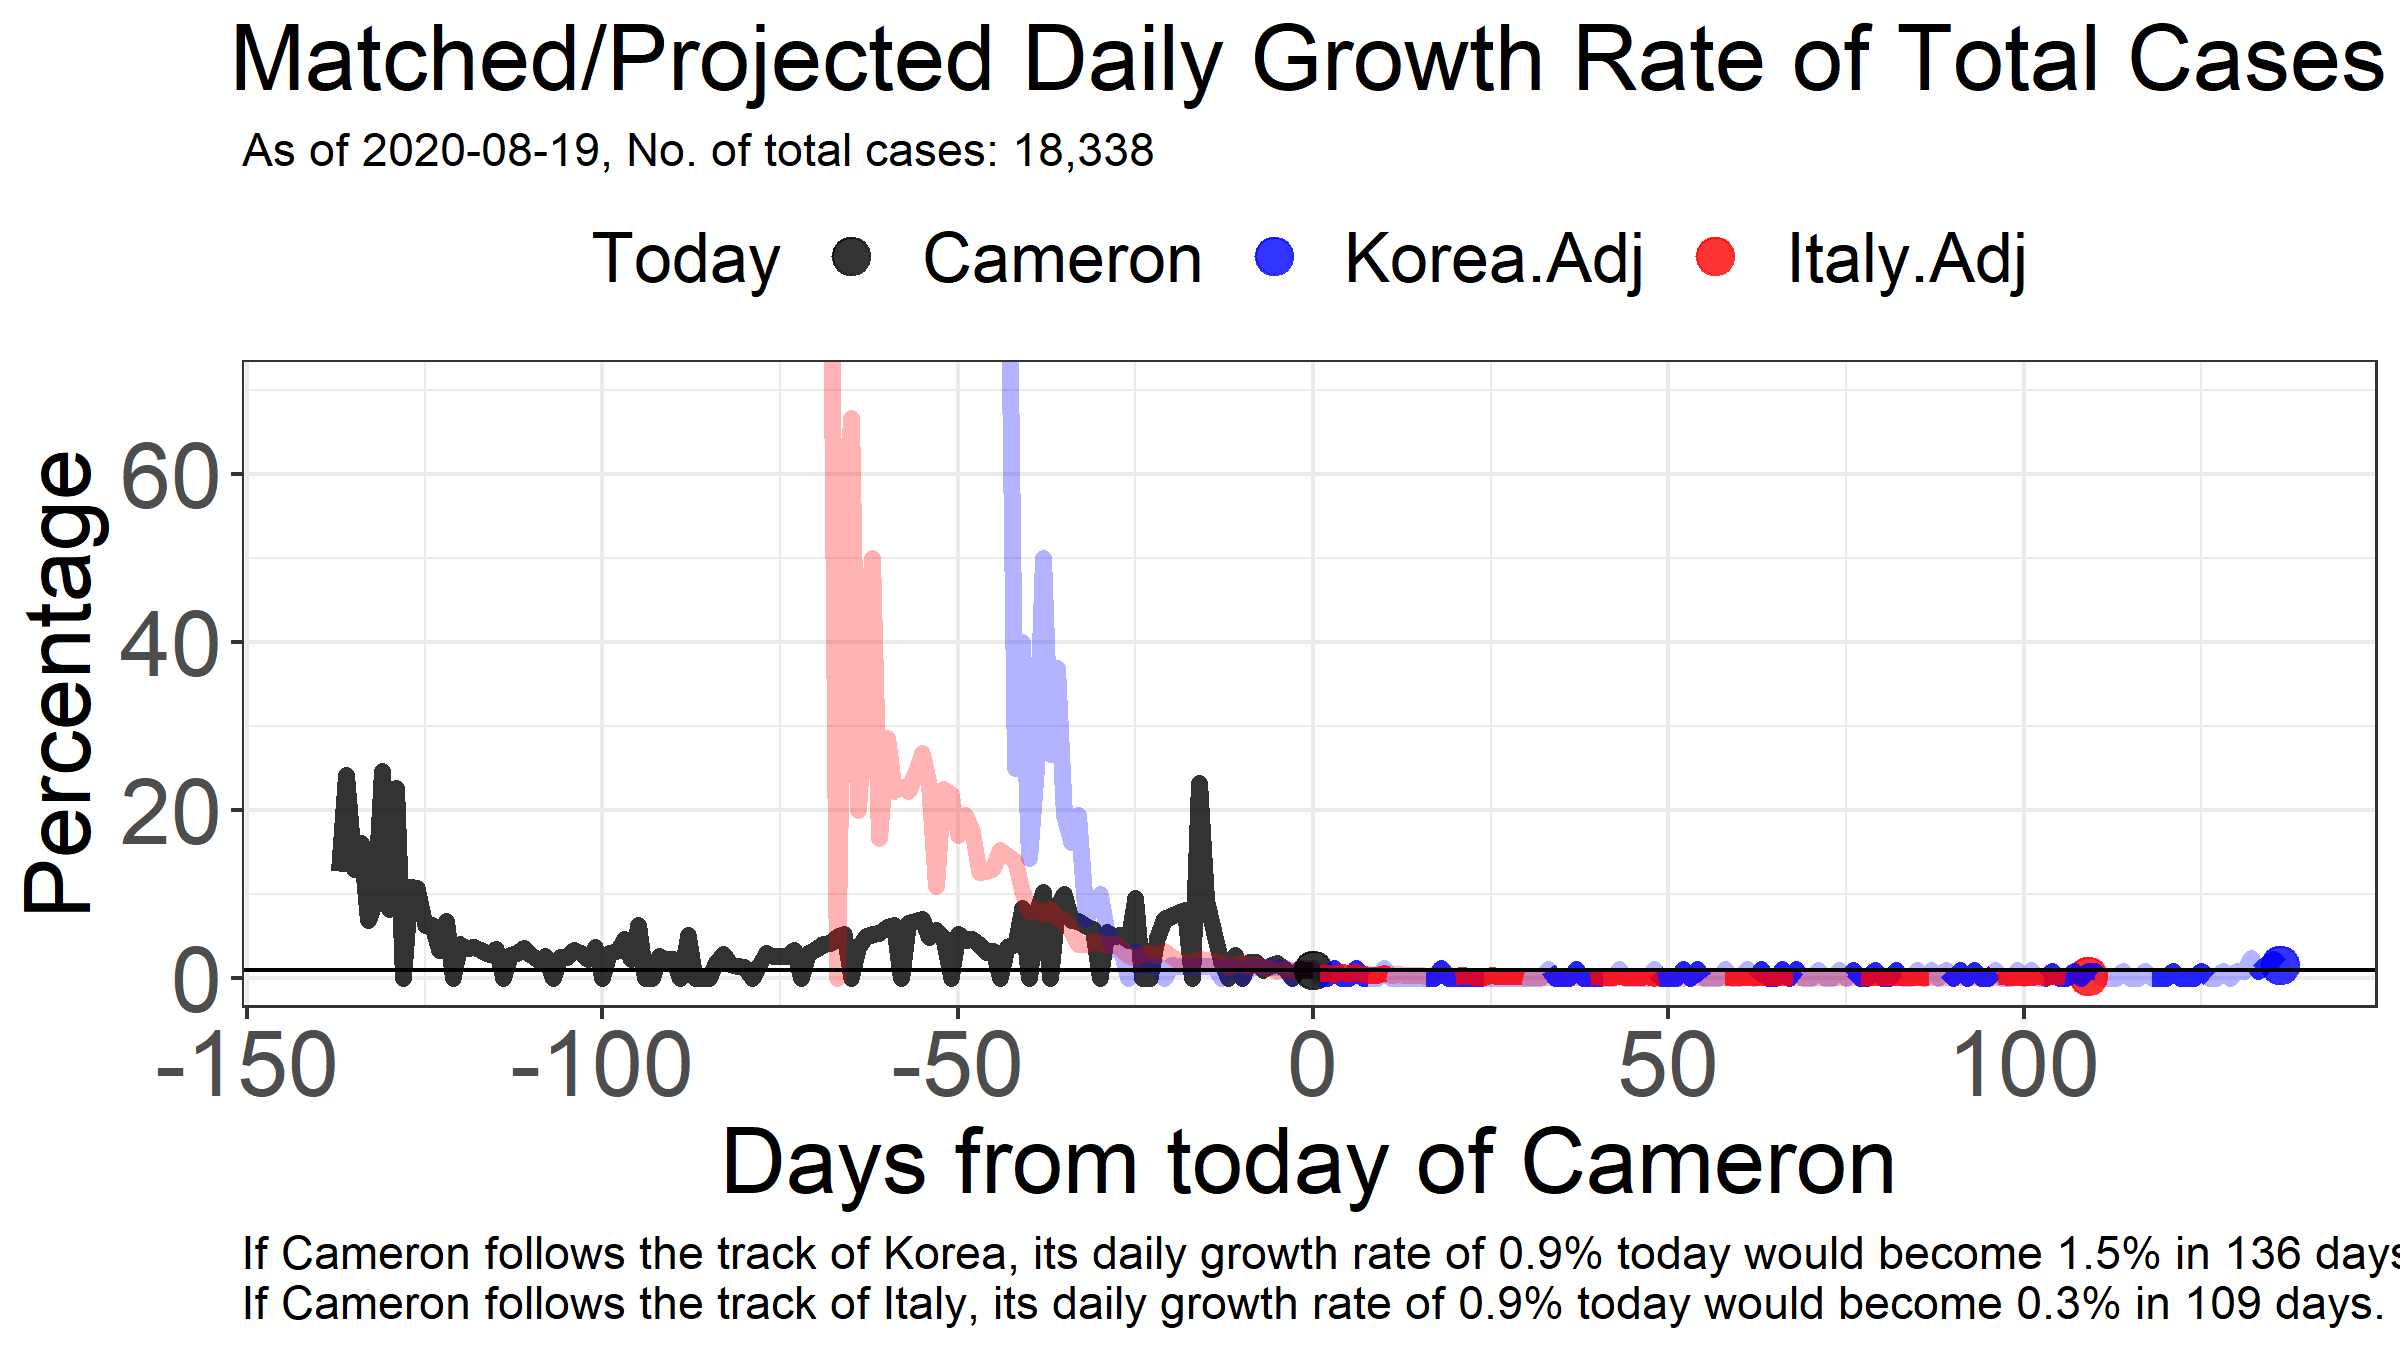 Matched/Projected Daily Growth Rate of Total Cases
As of 2020-08-19, No. of total cases: 18,338
Today Cameron Korea.Adj Italy.Adj
Percentage
60
40
20
0
-150 -100 -50 0 50 100
Days from today of Cameron
If Cameron follows the track of Korea, its daily growth rate of 0.9% today would become 1.5% in 136 days
If Cameron follows the track of Italy, its daily growth rate of 0.9% today would become 0.3% in 109 days.